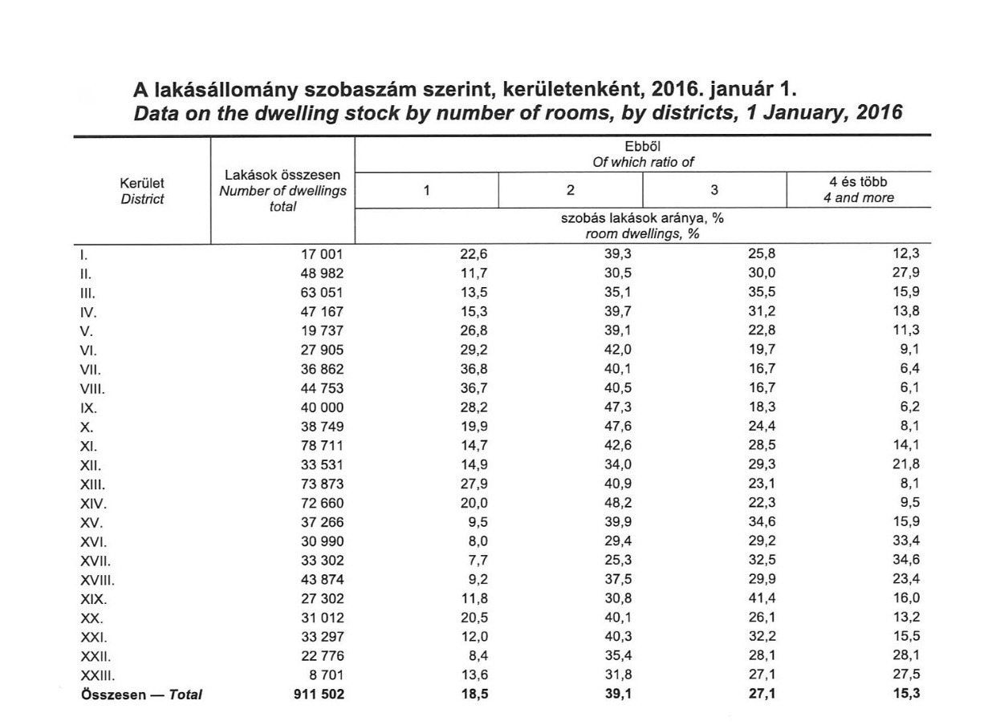 A lakásállomány szobaszám szerint, kerületenként, 2016. január 1.
Data on the dwelling stock by number of rooms, by districts, 1 January, 2016
Kerület
District
Lakások összesen
Number of dwellings
total
Ebből
Of which ratio of
1
2
3
4 és több
4 and more
szobás lakások aránya, %
room dwellings, %
I. 17 001 22,6 39,3 25,8 12,3
II. 48 982 11,7 30,5 30,0 27,9
III. 63 051 13,5 35,1 35,5 15,9
IV. 47 167 15,3 39,7 31,2 13,8
V. 19 737 26,8 39,1 22,8 11,3
VI. 27 905 29,2 42,0 19,7 9,1
VII. 36 862 36,8 40,1 16,7 6,4
VIII. 44 753 36,7 40,5 16,7 6,1
IX. 40 000 28,2 47,3 18,3 6,2
X. 38 749 19,9 47,6 24,4 8,1
XI. 78 711 14,7 42,6 28,5 14,1
XII. 33 531 14,9 34,0 29,3 21,8
XIII. 73 873 27,9 40,9 23,1 8,1
XIV. 72 660 20,0 48,2 22,3 9,5
XV. 37 266 9,5 39,9 34,6 15,9
XVI. 30 990 8,0 29,4 29,2 33,4
XVII. 33 302 7,7 25,3 32,5 34,6
XVIII. 43 874 9,2 37,5 29,9 23,4
XIX. 27 302 11,8 30,8 41,4 16,0
XX. 31 012 20,5 40,1 26,1 13,2
XXI. 33 297 12,0 40,3 32,2 15,5
XXII. 22 776 8,4 35,4 28,1 28,1
XXIII. 8 701 13,6 31,8 27,1 27,5
Összesen — Total 911 502 18,5 39,1 27,1 15,3